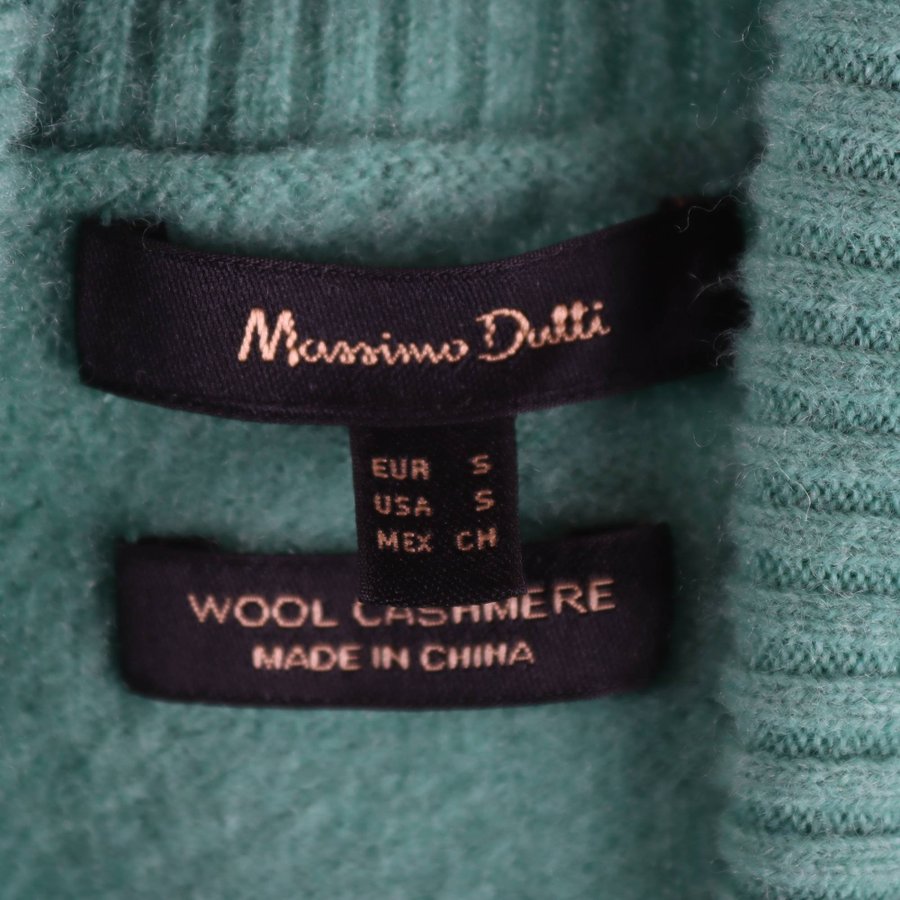 Massimo Dutti
EUR S
USA S
MEX CH
WOOL CASHMERE
MADE IN CHINA